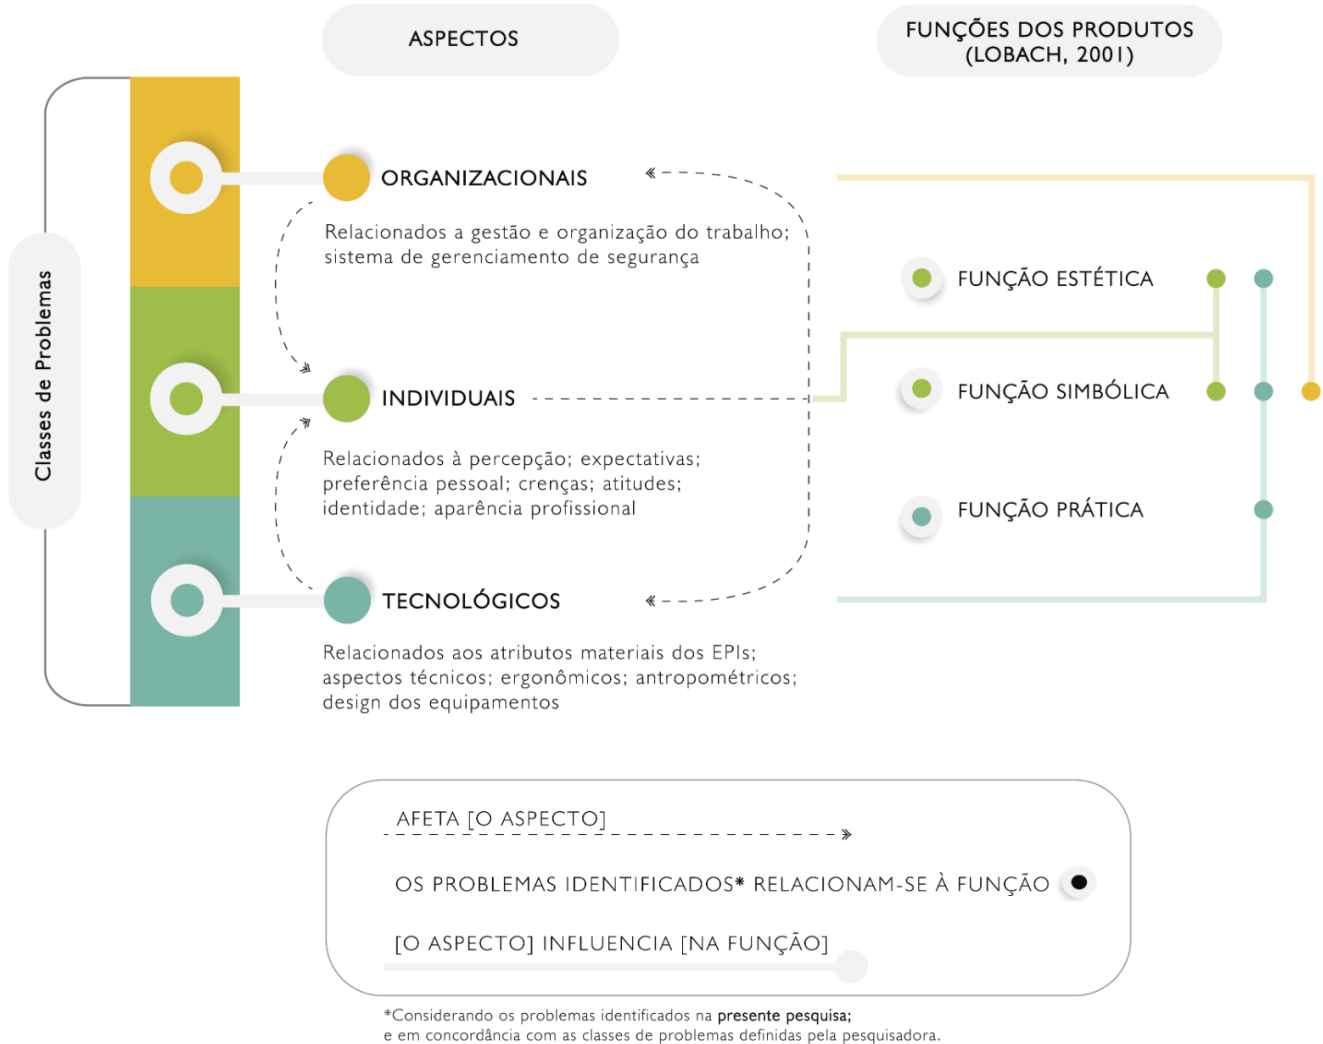 ASPECTOS
FUNÇÕES DOS PRODUTOS
(LOBACH, 2001)
Classes de Problemas
ORGANIZACIONAIS
Relacionados a gestão e organização do trabalho;
sistema de gerenciamento de segurança
INDIVIDUAIS
Relacionados à percepção; expectativas;
preferência pessoal; crenças; atitudes;
identidade; aparência profissional
TECNOLÓGICOS
Relacionados aos atributos materiais dos EPIs;
aspectos técnicos; ergonômicos; antropométricos;
design dos equipamentos
FUNÇÃO ESTÉTICA
FUNÇÃO SIMBÓLICA
FUNÇÃO PRÁTICA
AFETA [O ASPECTO]
OS PROBLEMAS IDENTIFICADOS* RELACIONAM-SE À FUNÇÃO
[O ASPECTO] INFLUENCIA [NA FUNÇÃO]
*Considerando os problemas identificados na presente pesquisa;
e em concordância com as classes de problemas definidas pela pesquisadora.